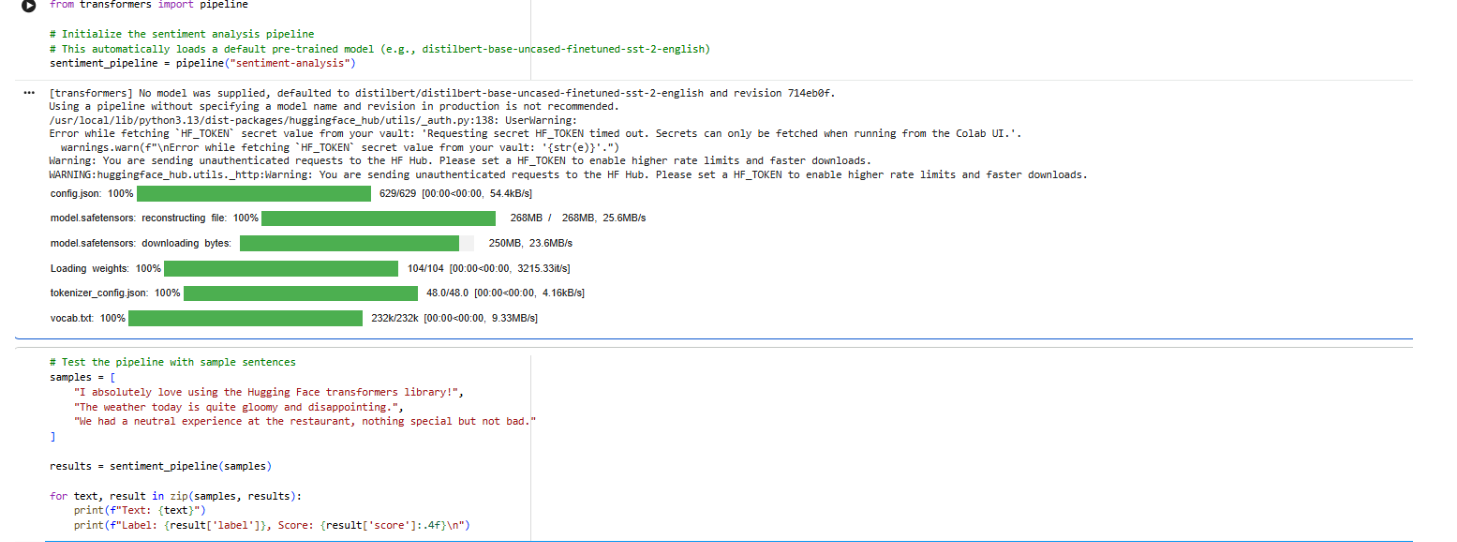 from transformers import pipeline
# Initialize the sentiment analysis pipeline
# This automatically loads a default pre-trained model (e.g., distilbert-base-uncased-finetuned-sst-2-english)
sentiment_pipeline = pipeline("sentiment-analysis")
[transformers] No model was supplied, defaulted to distilbert/distilbert-base-uncased-finetuned-sst-2-english and revision 714eb0f.
Using a pipeline without specifying a model name and revision in production is not recommended.
/usr/local/lib/python3.13/dist-packages/huggingface_hub/utils/_auth.py:138: UserWarning:
Error while fetching `HF_TOKEN` secret value from your vault: 'Requesting secret HF_TOKEN timed out. Secrets can only be fetched when running from the Colab UI.'.
  warnings.warn(f"\nError while fetching `HF_TOKEN` secret value from your vault: '{str(e)}'.")
Warning: You are sending unauthenticated requests to the HF Hub. Please set a HF_TOKEN to enable higher rate limits and faster downloads.
WARNING:huggingface_hub.utils._http:Warning: You are sending unauthenticated requests to the HF Hub. Please set a HF_TOKEN to enable higher rate limits and faster downloads.
config.json: 100% 629/629 [00:00<00:00, 54.4kB/s]
model.safetensors: reconstructing file: 100% 268MB / 268MB, 25.6MB/s
model.safetensors: downloading bytes: 250MB, 23.6MB/s
Loading weights: 100% 104/104 [00:00<00:00, 3215.33it/s]
tokenizer_config.json: 100% 48.0/48.0 [00:00<00:00, 4.16kB/s]
vocab.txt: 100% 232k/232k [00:00<00:00, 9.33MB/s]
# Test the pipeline with sample sentences
samples = [
    "I absolutely love using the Hugging Face transformers library!",
    "The weather today is quite gloomy and disappointing.",
    "We had a neutral experience at the restaurant, nothing special but not bad."
]
results = sentiment_pipeline(samples)
for text, result in zip(samples, results):
    print(f"Text: {text}")
    print(f"Label: {result['label']}, Score: {result['score']:.4f}\n")